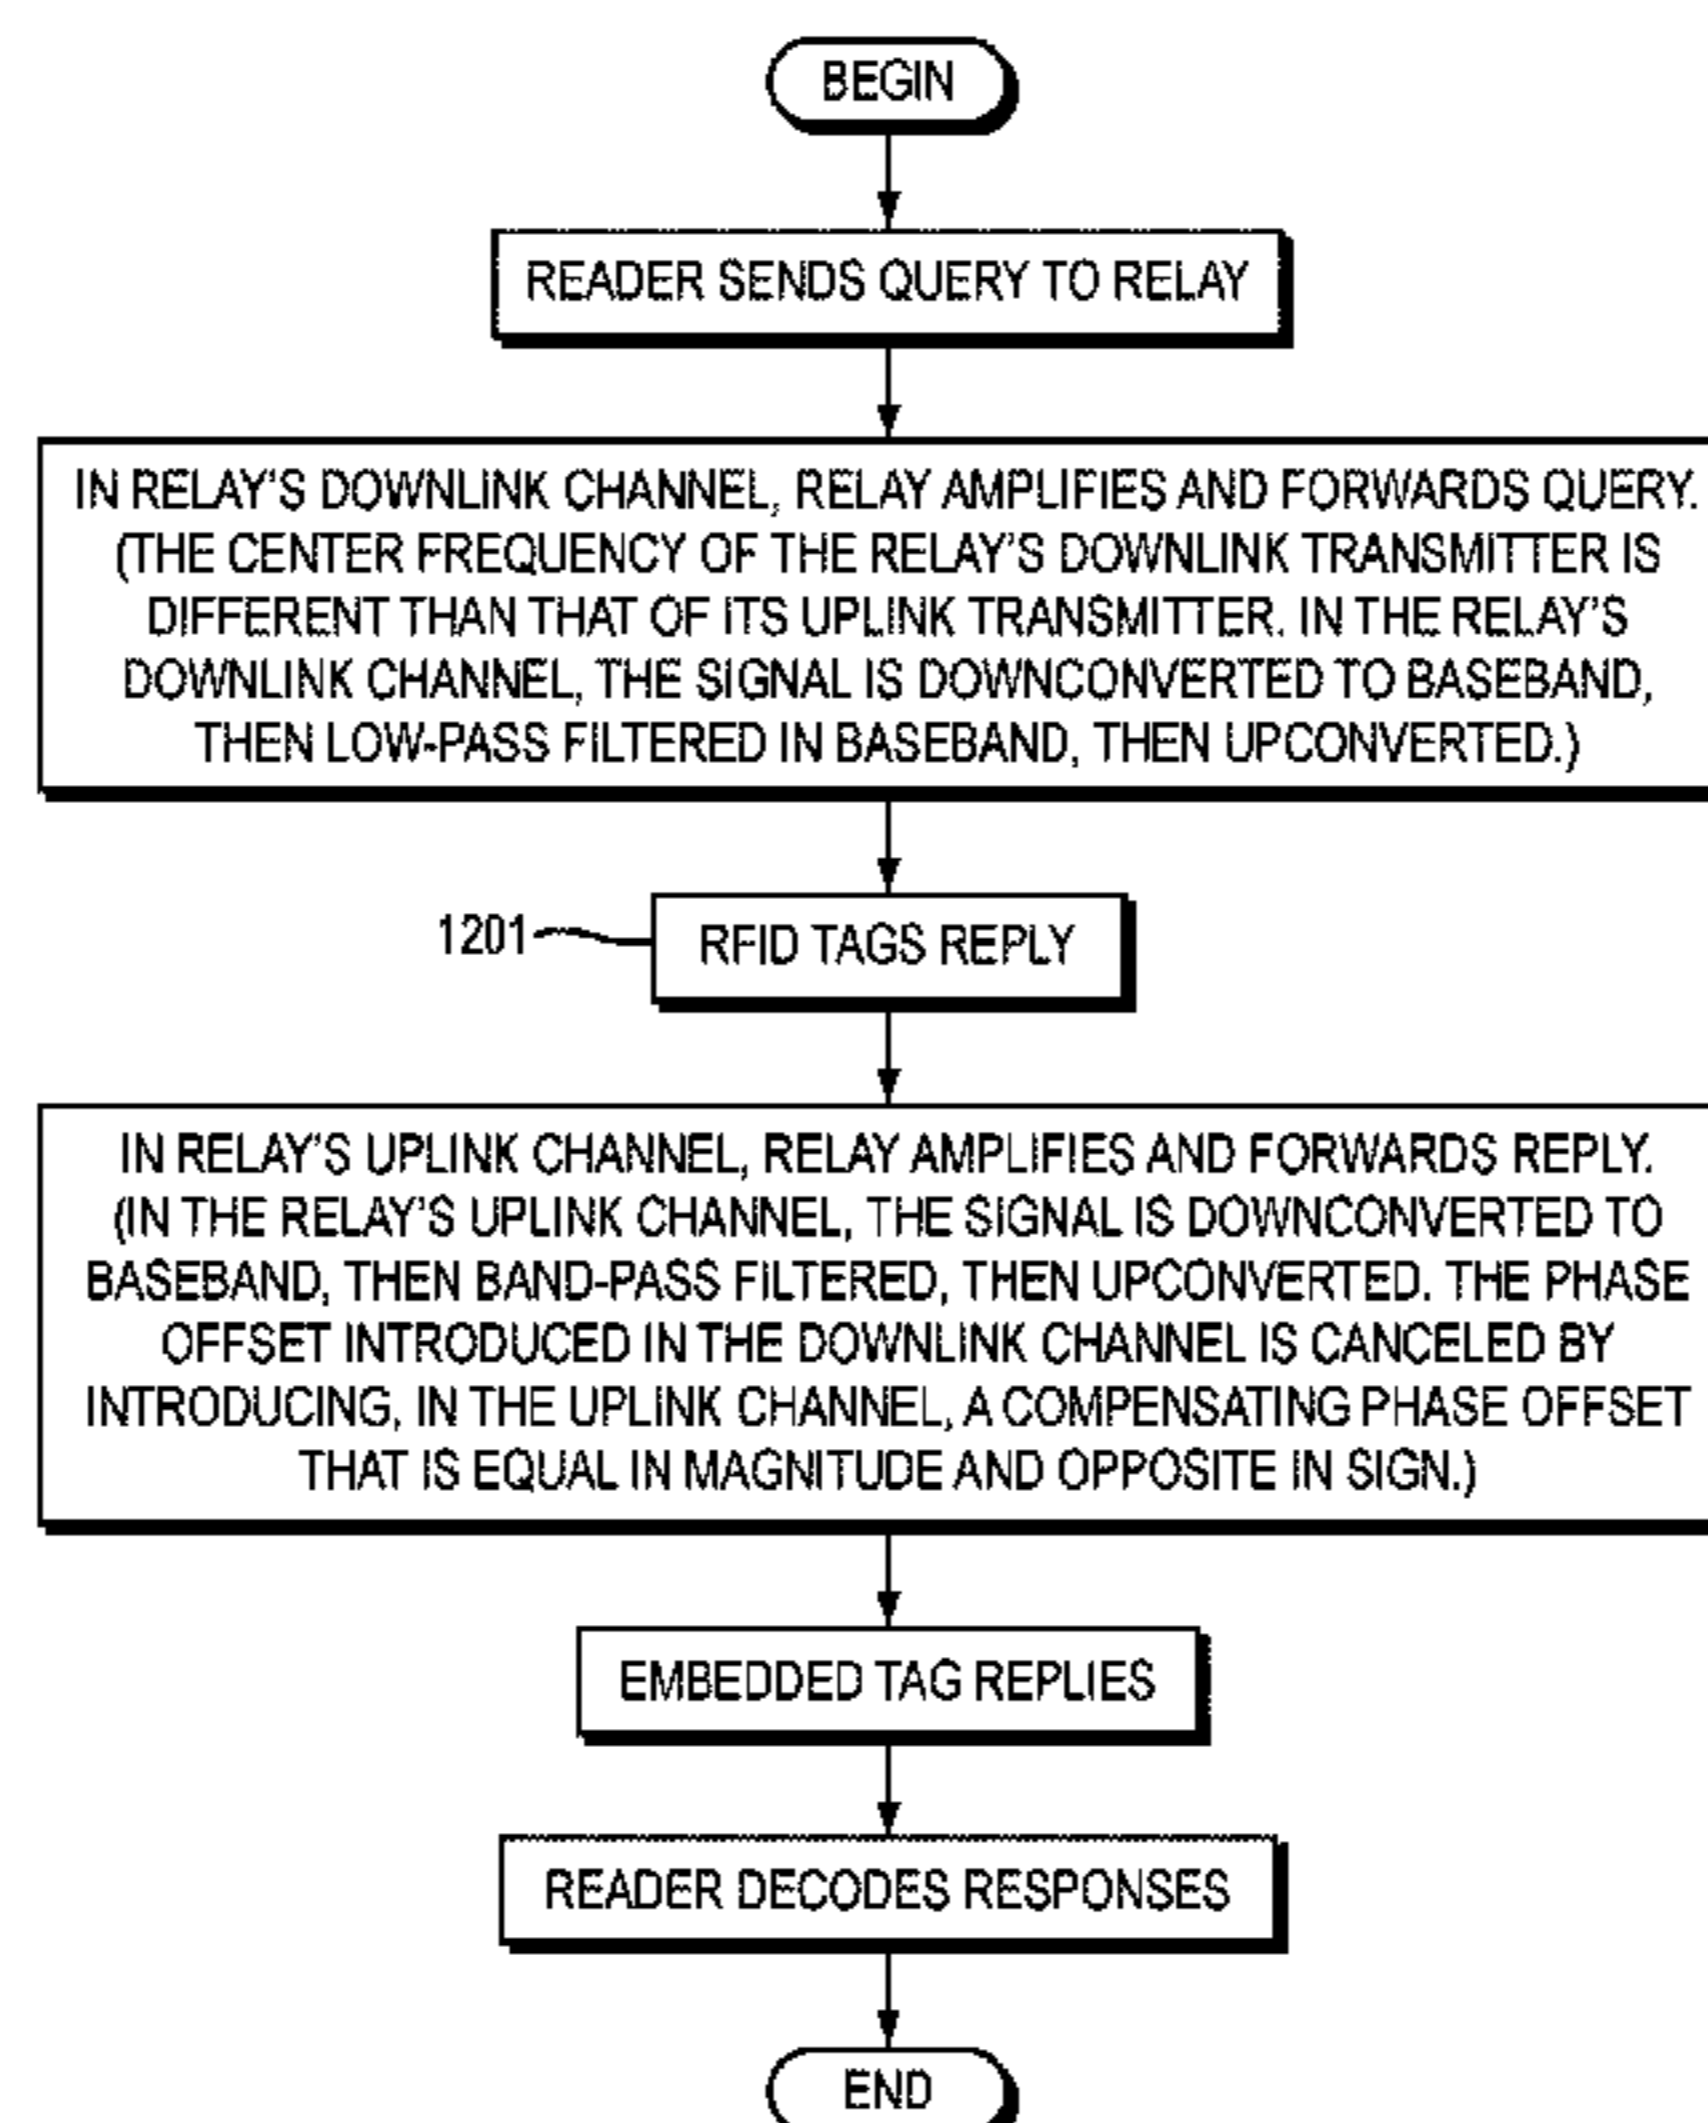 BEGIN
READER SENDS QUERY TO RELAY
IN RELAY'S DOWNLINK CHANNEL, RELAY AMPLIFIES AND FORWARDS QUERY.
(THE CENTER FREQUENCY OF THE RELAY'S DOWNLINK TRANSMITTER IS
DIFFERENT THAN THAT OF ITS UPLINK TRANSMITTER. IN THE RELAY'S
DOWNLINK CHANNEL, THE SIGNAL IS DOWNCONVERTED TO BASEBAND,
THEN LOW-PASS FILTERED IN BASEBAND, THEN UPCONVERTED.)
1201
RFID TAGS REPLY
IN RELAY'S UPLINK CHANNEL, RELAY AMPLIFIES AND FORWARDS REPLY.
(IN THE RELAY'S UPLINK CHANNEL, THE SIGNAL IS DOWNCONVERTED TO
BASEBAND, THEN BAND-PASS FILTERED, THEN UPCONVERTED. THE PHASE
OFFSET INTRODUCED IN THE DOWNLINK CHANNEL IS CANCELED BY
INTRODUCING, IN THE UPLINK CHANNEL, A COMPENSATING PHASE OFFSET
THAT IS EQUAL IN MAGNITUDE AND OPPOSITE IN SIGN.)
EMBEDDED TAG REPLIES
READER DECODES RESPONSES
END